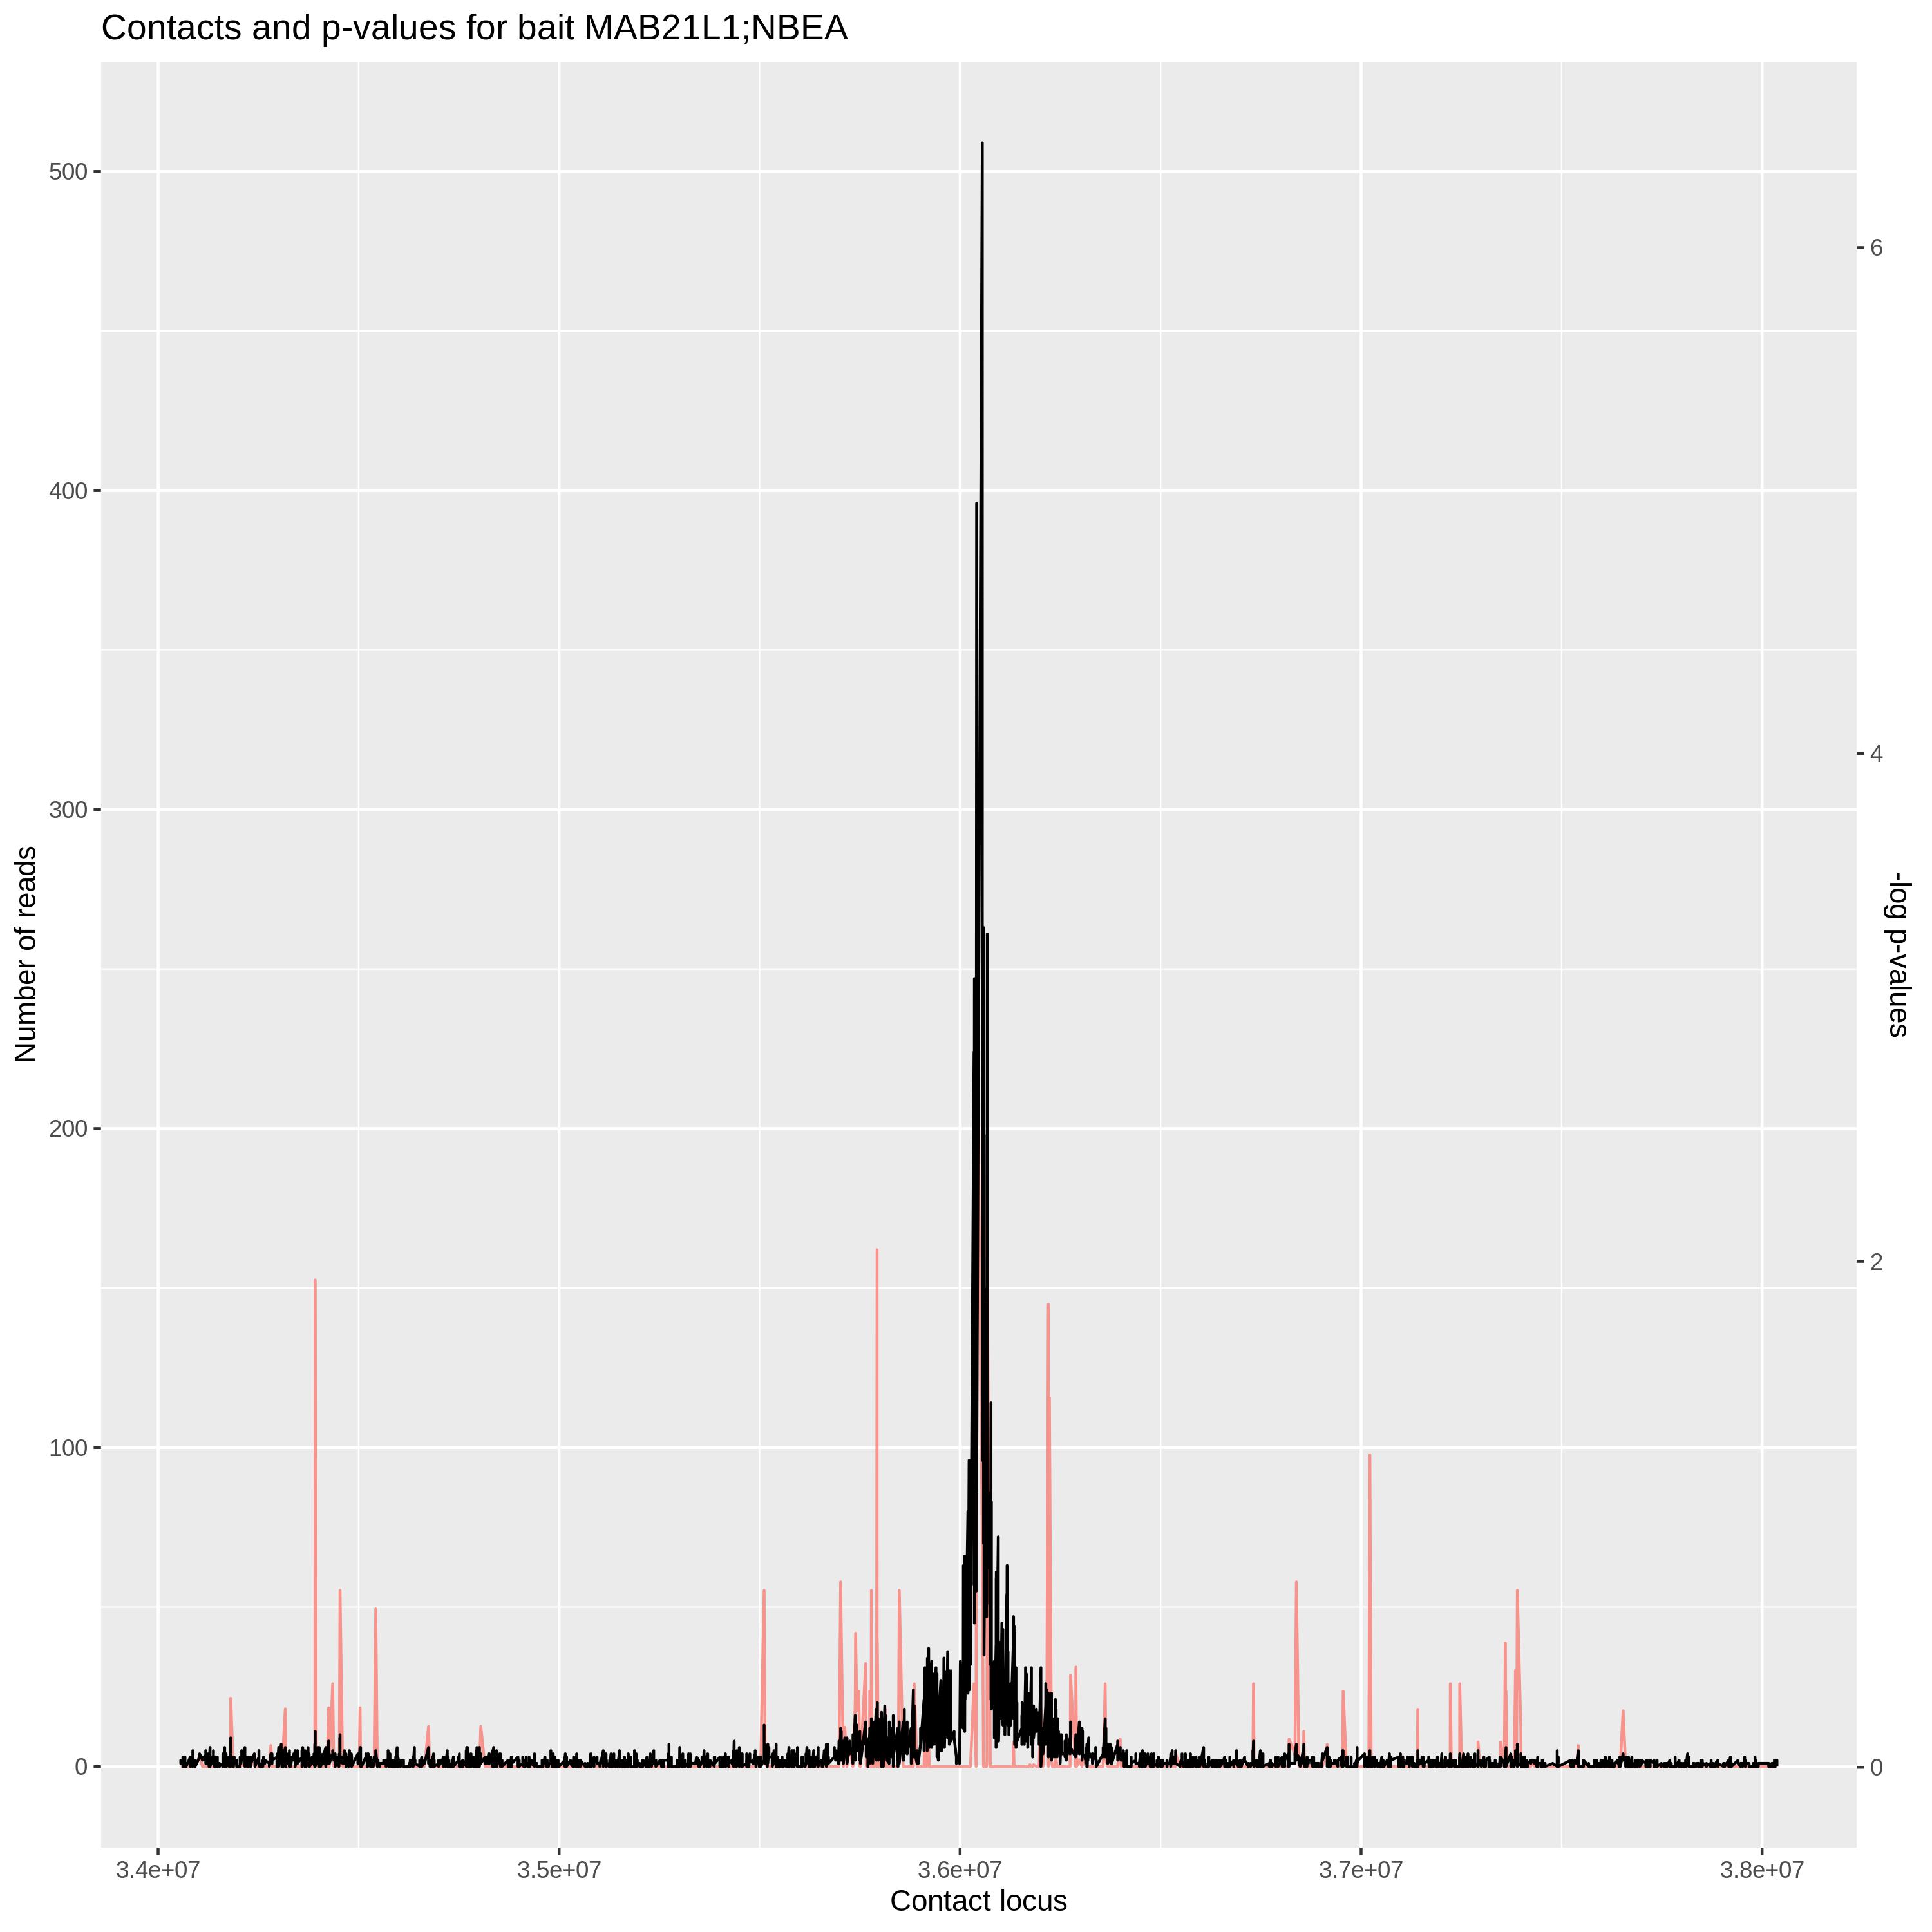 Contacts and p-values for bait MAB21L1;NBEA
500
400
300
200
100
0
Number of reads
6
4
2
0
-log p-values
3.4e+07
3.5e+07
3.6e+07
3.7e+07
3.8e+07
Contact locus